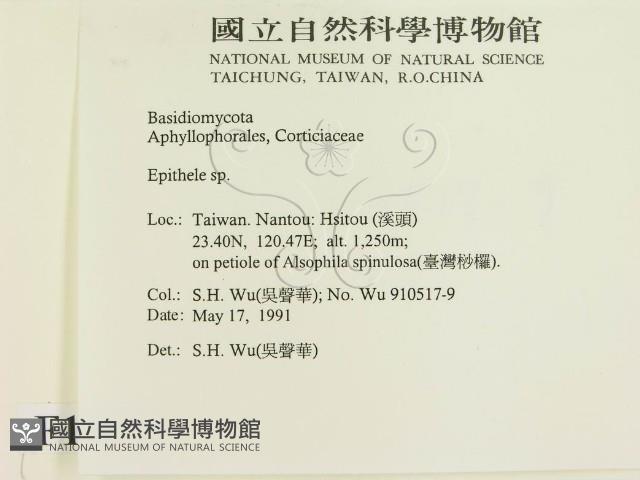 國立自然科學博物館
NATIONAL MUSEUM OF NATURAL SCIENCE
TAICHUNG, TAIWAN, R.O.CHINA
Basidiomycota
Aphyllophorales, Corticiaceae
Epithele sp.
Loc.: Taiwan. Nantou: Hsitou (溪頭)
23.40N, 120.47E; alt. 1,250m;
on petiole of Alsophila spinulosa(臺灣桫欏).
Col.: S.H. Wu(吳聲華); No. Wu 910517-9
Date: May 17, 1991
Det.: S.H. Wu(吳聲華)
國立自然科學博物館
NATIONAL MUSEUM OF NATURAL SCIENCE